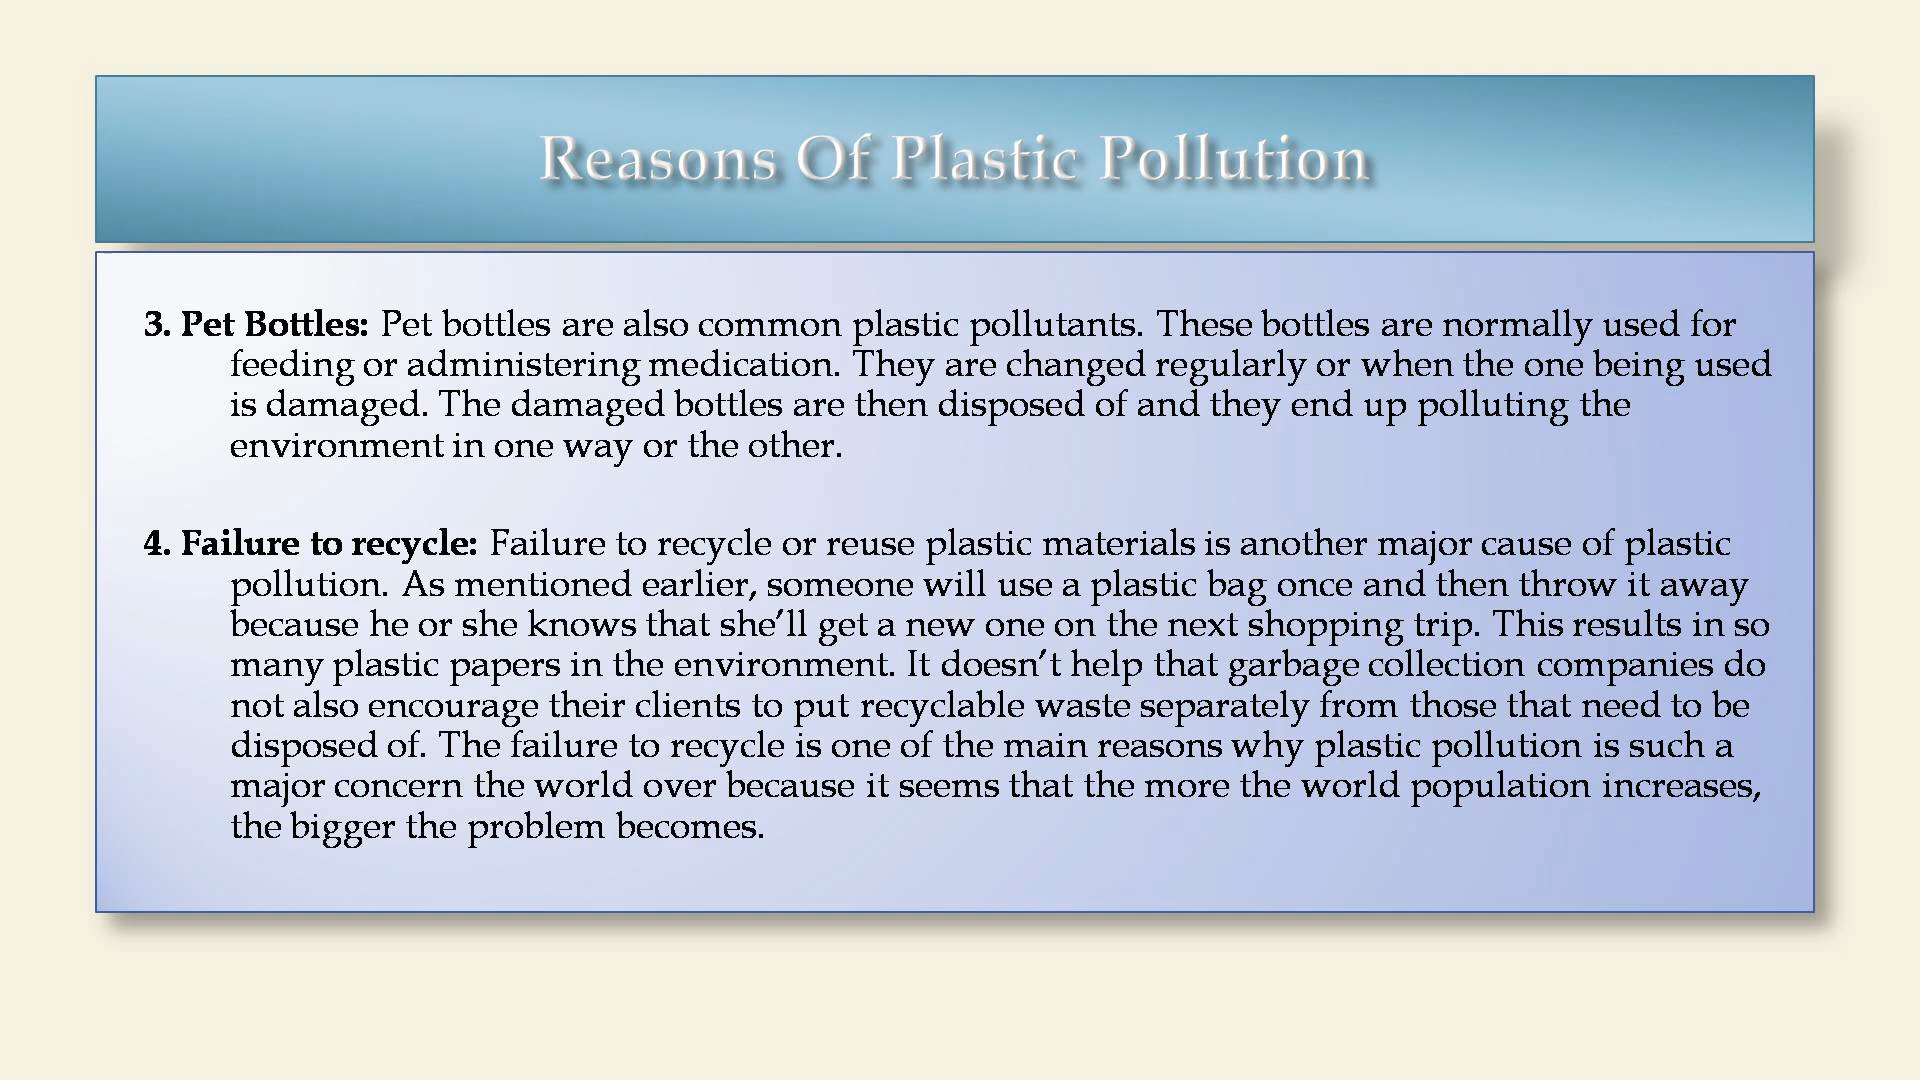 Reasons Of Plastic Pollution
3. Pet Bottles: Pet bottles are also common plastic pollutants. These bottles are normally used for
feeding or administering medication. They are changed regularly or when the one being used
is damaged. The damaged bottles are then disposed of and they end up polluting the
environment in one way or the other.
4. Failure to recycle: Failure to recycle or reuse plastic materials is another major cause of plastic
pollution. As mentioned earlier, someone will use a plastic bag once and then throw it away
because he or she knows that she’ll get a new one on the next shopping trip. This results in so
many plastic papers in the environment. It doesn’t help that garbage collection companies do
not also encourage their clients to put recyclable waste separately from those that need to be
disposed of. The failure to recycle is one of the main reasons why plastic pollution is such a
major concern the world over because it seems that the more the world population increases,
the bigger the problem becomes.